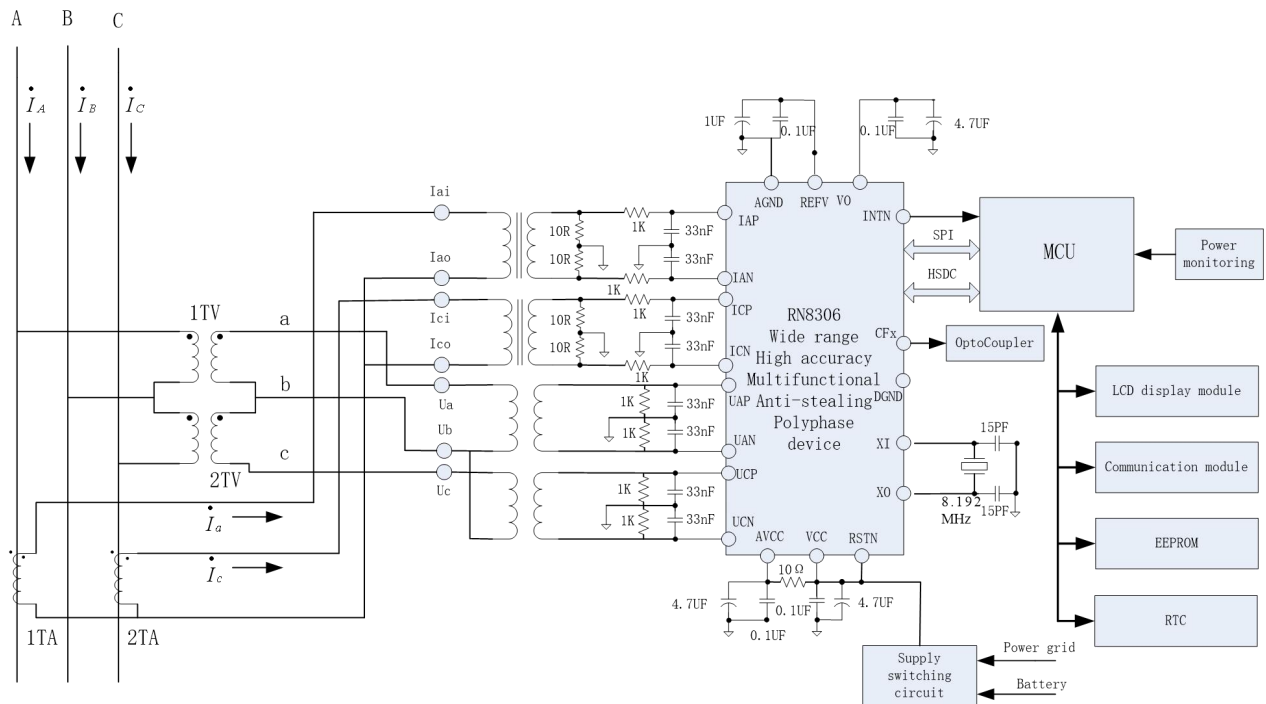 A B C
İA İB İC
1UF 0.1UF 0.1UF 4.7UF
AGND REFV VO
Iai
Iao
Ici
Ico
Ua
Ub
Uc
1TV
a
b
c
2TV
İa
İc
1TA 2TA
10R
10R
1K
1K
33nF
33nF
10R
10R
1K
1K
33nF
33nF
1K
1K
33nF
33nF
1K
1K
33nF
33nF
IAP
IAN
ICP
ICN
UAP
UAN
UCP
UCN
RN8306
Wide range
High accuracy
Multifunctional
Anti-stealing
Polyphase
device
INTN
CFx
DGND
XI
XO
AVCC VCC RSTN
SPI
HSDC
MCU
Power
monitoring
OptoCoupler
15PF
8.192
MHz
15PF
LCD display module
Communication module
EEPROM
RTC
10Ω
4.7UF
0.1UF
0.1UF
4.7UF
Supply
switching
circuit
Power grid
Battery